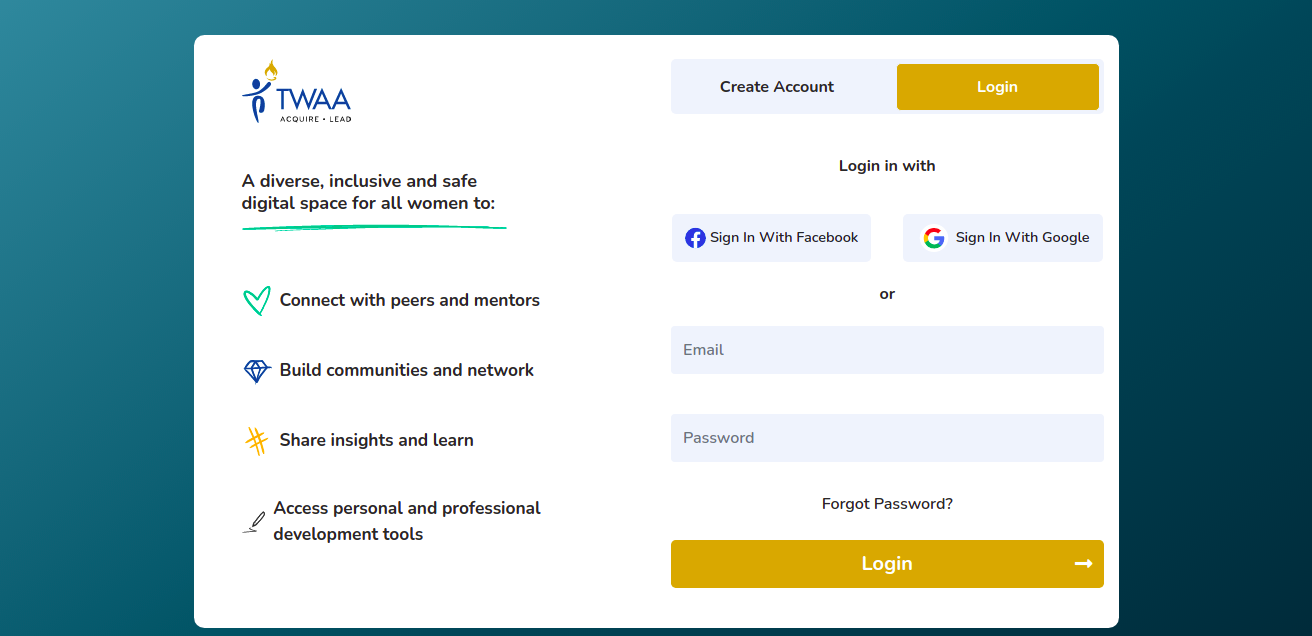 TWAA
ACQUIRE • LEAD
A diverse, inclusive and safe
digital space for all women to:
Connect with peers and mentors
Build communities and network
Share insights and learn
Access personal and professional
development tools
Create Account
Login
Login in with
Sign In With Facebook
Sign In With Google
or
Email
Password
Forgot Password?
Login